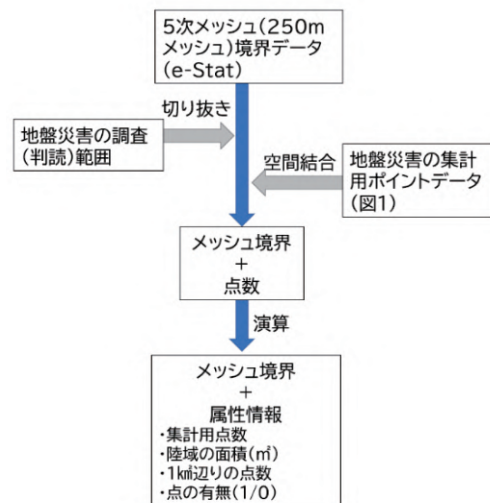 5次メッシュ(250m
メッシュ)境界データ
(e-Stat)
切り抜き
地盤災害の調査
(判読)範囲
空間結合
地盤災害の集計
用ポイントデータ
(図1)
メッシュ境界
+
点数
演算
メッシュ境界
+
属性情報
・集計用点数
・陸域の面積(㎡)
・1㎢辺りの点数
・点の有無(1/0)